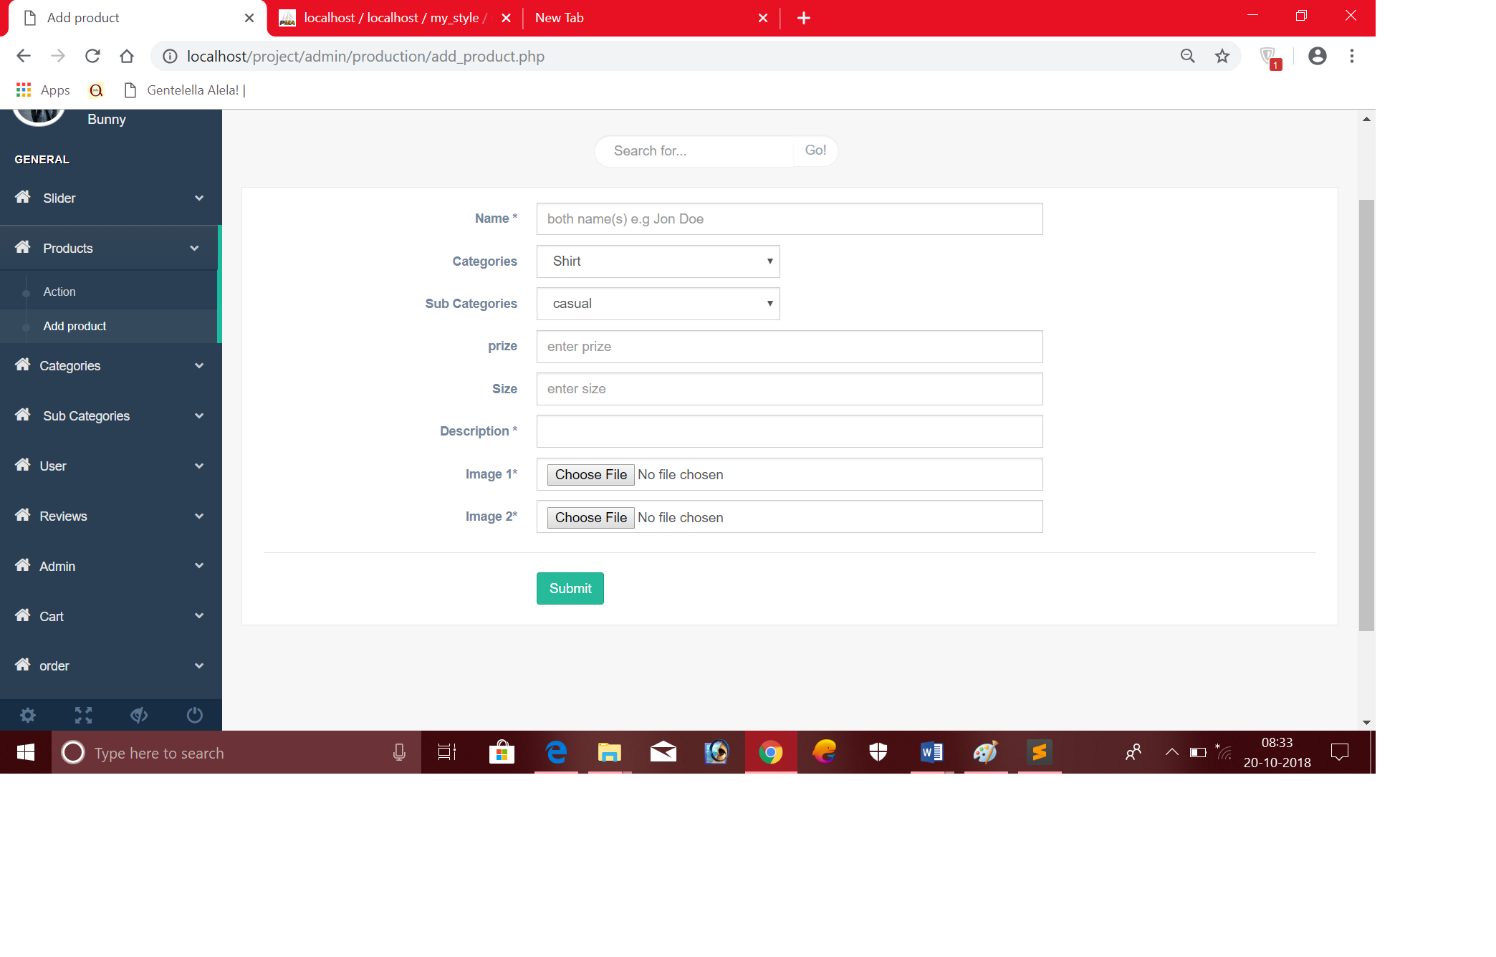 Add product
localhost / localhost / my_style /
New Tab
localhost/project/admin/production/add_product.php
1
Apps
Gentelella Alela! |
Bunny
GENERAL
Slider
Products
Action
Add product
Categories
Sub Categories
User
Reviews
Admin
Cart
order
Search for...
Go!
Name *
both name(s) e.g Jon Doe
Categories
Shirt
Sub Categories
casual
prize
enter prize
Size
enter size
Description *
Image 1*
Choose File No file chosen
Image 2*
Choose File No file chosen
Submit
Type here to search
08:33
20-10-2018